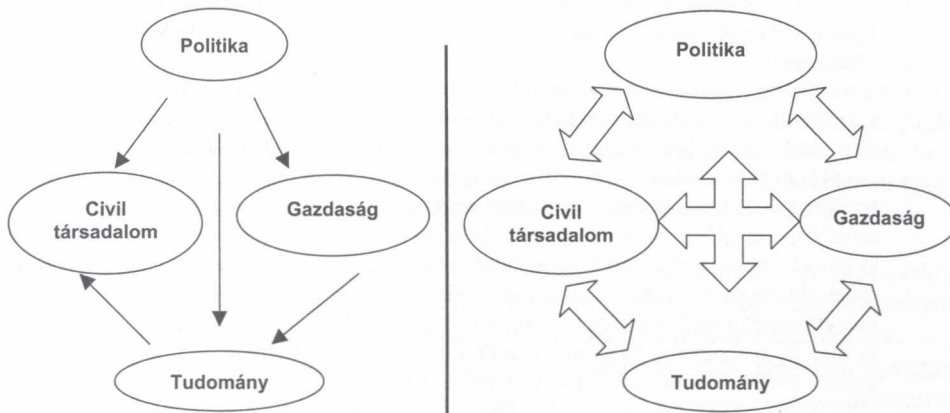 Politika
Civil
társadalom
Gazdaság
Tudomány
Politika
Civil
társadalom
Gazdaság
Tudomány